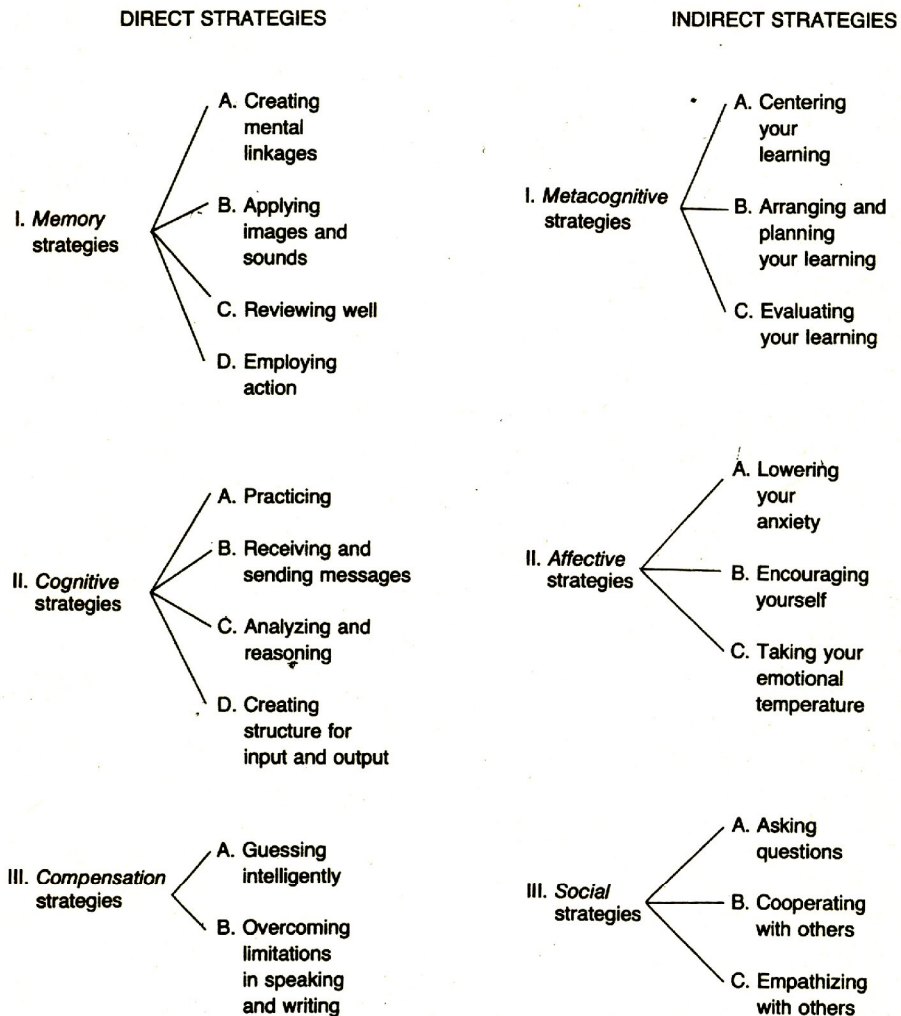 DIRECT STRATEGIES
I. Memory
strategies
A. Creating
mental
linkages
B. Applying
images and
sounds
C. Reviewing well
D. Employing
action
II. Cognitive
strategies
A. Practicing
B. Receiving and
sending messages
C. Analyzing and
reasoning
D. Creating
structure for
input and output
III. Compensation
strategies
A. Guessing
intelligently
B. Overcoming
limitations
in speaking
and writing
INDIRECT STRATEGIES
I. Metacognitive
strategies
A. Centering
your
learning
B. Arranging and
planning
your learning
C. Evaluating
your learning
II. Affective
strategies
A. Lowering
your
anxiety
B. Encouraging
yourself
C. Taking your
emotional
temperature
III. Social
strategies
A. Asking
questions
B. Cooperating
with others
C. Empathizing
with others